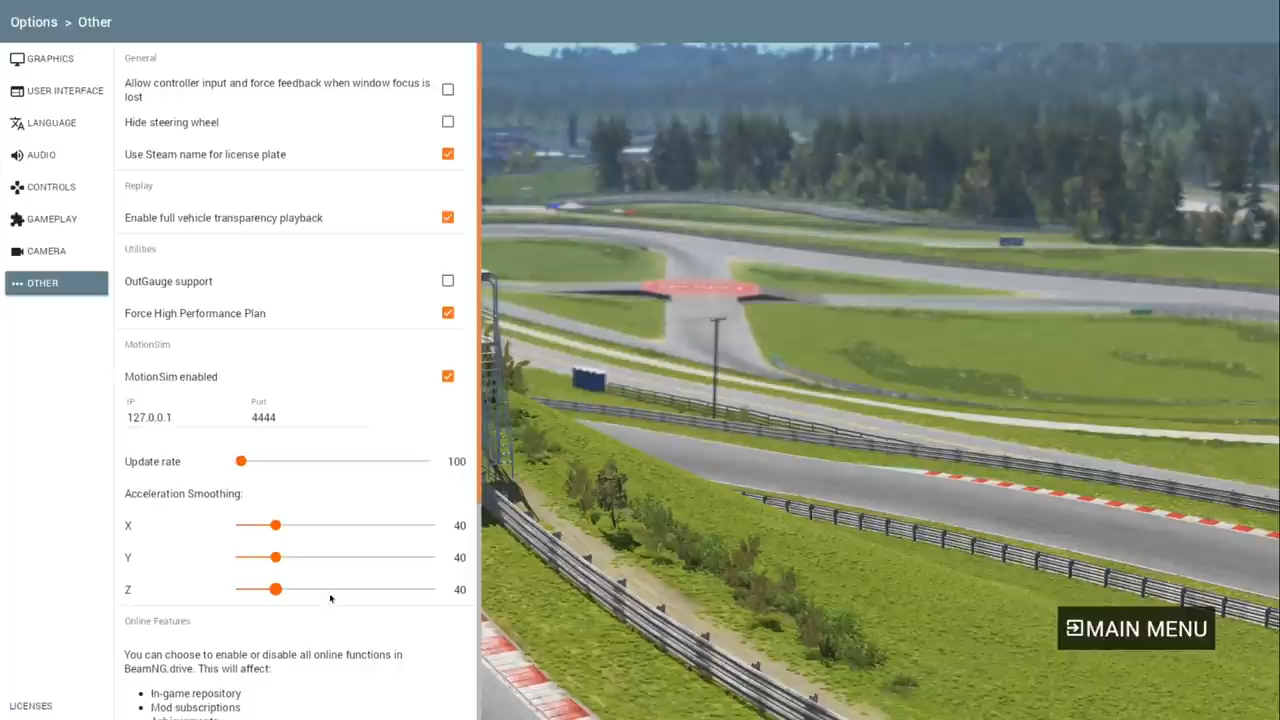 Options > Other
GRAPHICS
USER INTERFACE
LANGUAGE
AUDIO
CONTROLS
GAMEPLAY
CAMERA
OTHER
LICENSES
General
Allow controller input and force feedback when window focus is
lost
Hide steering wheel
Use Steam name for license plate
Replay
Enable full vehicle transparency playback
Utilities
OutGauge support
Force High Performance Plan
MotionSim
MotionSim enabled
IP Port
127.0.0.1 4444
Update rate 100
Acceleration Smoothing:
X 40
Y 40
Z 40
Online Features
You can choose to enable or disable all online functions in
BeamNG.drive. This will affect:
• In-game repository
• Mod subscriptions
MAIN MENU